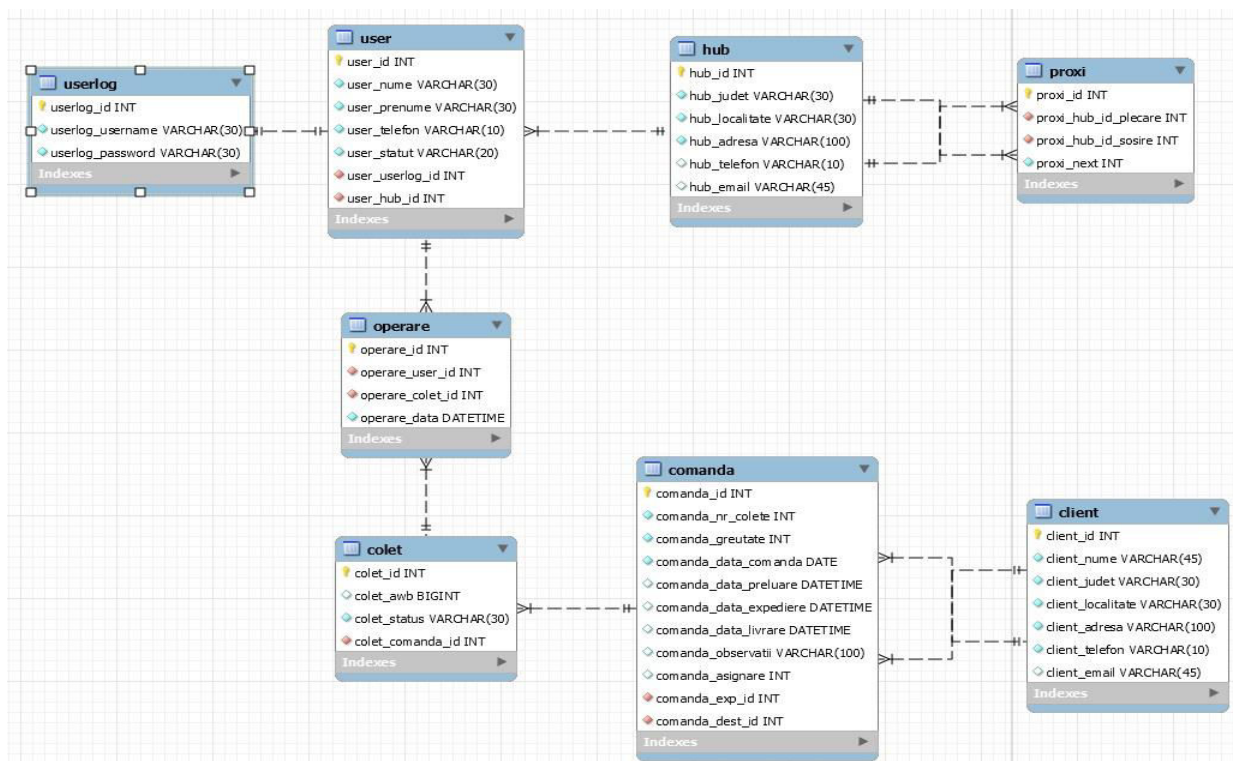 userlog
userlog_id INT
userlog_username VARCHAR(30)
userlog_password VARCHAR(30)
Indexes
user
user_id INT
user_nume VARCHAR(30)
user_prenume VARCHAR(30)
user_telefon VARCHAR(10)
user_statut VARCHAR(20)
user_userlog_id INT
user_hub_id INT
Indexes
hub
hub_id INT
hub_judet VARCHAR(30)
hub_localitate VARCHAR(30)
hub_adresa VARCHAR(100)
hub_telefon VARCHAR(10)
hub_email VARCHAR(45)
Indexes
proxi
proxi_id INT
proxi_hub_id_plecare INT
proxi_hub_id_sosire INT
proxi_next INT
Indexes
operare
operare_id INT
operare_user_id INT
operare_colet_id INT
operare_data DATETIME
Indexes
colet
colet_id INT
colet_awb BIGINT
colet_status VARCHAR(30)
colet_comanda_id INT
Indexes
comanda
comanda_id INT
comanda_nr_colete INT
comanda_greutate INT
comanda_data_comanda DATE
comanda_data_preluare DATETIME
comanda_data_expediere DATETIME
comanda_data_livrare DATETIME
comanda_observatii VARCHAR(100)
comanda_asignare INT
comanda_exp_id INT
comanda_dest_id INT
Indexes
client
client_id INT
client_nume VARCHAR(45)
client_judet VARCHAR(30)
client_localitate VARCHAR(30)
client_adresa VARCHAR(100)
client_telefon VARCHAR(10)
client_email VARCHAR(45)
Indexes